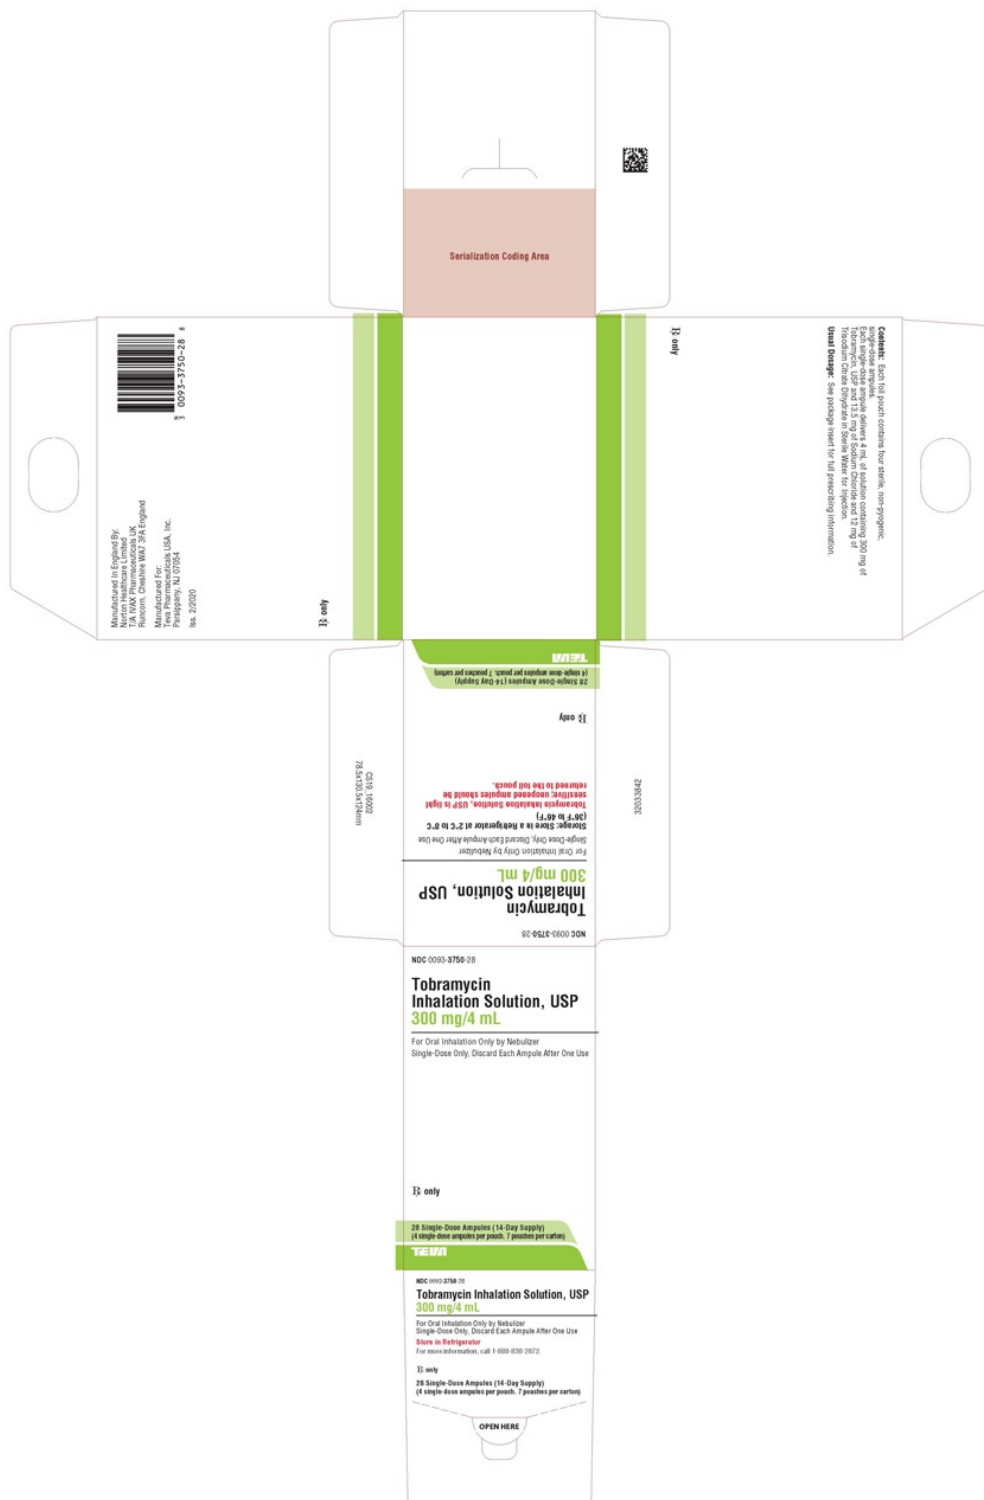 Serialization Coding Area
3 0093-3750-28 8
Manufactured In England By:
Norton Healthcare Limited
T/A IVAX Pharmaceuticals UK
Runcorn, Cheshire WA7 3FA England
Manufactured For:
Teva Pharmaceuticals USA, Inc.
Parsippany, NJ 07054
Iss. 2/2020
℞ only
℞ only
Contents: Each foil pouch contains four sterile, non-pyogenic,
single-dose ampules.
Each single-dose ampule delivers 4 mL of solution containing 300 mg of
Tobramycin, USP and 13.5 mg of Sodium Chloride and 12 mg of
Trisodium Citrate Dihydrate in Sterile Water for Injection.
Usual Dosage: See package insert for full prescribing information.
NDC 0093-3750-28
Tobramycin
Inhalation Solution, USP
300 mg/4 mL
For Oral Inhalation Only by Nebulizer
Single-Dose Only, Discard Each Ampule After One Use
Storage: Store in a Refrigerator at 2°C to 8°C
(36°F to 46°F)
Tobramycin Inhalation Solution, USP is light
sensitive; unopened ampules should be
returned to the foil pouch.
℞ only
28 Single-Dose Ampules (14-Day Supply)
(4 single-dose ampules per pouch. 7 pouches per carton)
TEVA
CS19_16002
78.5x130.5x124mm
32033842
NDC 0093-3750-28
Tobramycin
Inhalation Solution, USP
300 mg/4 mL
For Oral Inhalation Only by Nebulizer
Single-Dose Only, Discard Each Ampule After One Use
℞ only
28 Single-Dose Ampules (14-Day Supply)
(4 single-dose ampules per pouch. 7 pouches per carton)
TEVA
NDC 0093-3750-28
Tobramycin Inhalation Solution, USP
300 mg/4 mL
For Oral Inhalation Only by Nebulizer
Single-Dose Only, Discard Each Ampule After One Use
Store in Refrigerator
For more information, call 1-888-838-2872.
℞ only
28 Single-Dose Ampules (14-Day Supply)
(4 single-dose ampules per pouch. 7 pouches per carton)
OPEN HERE